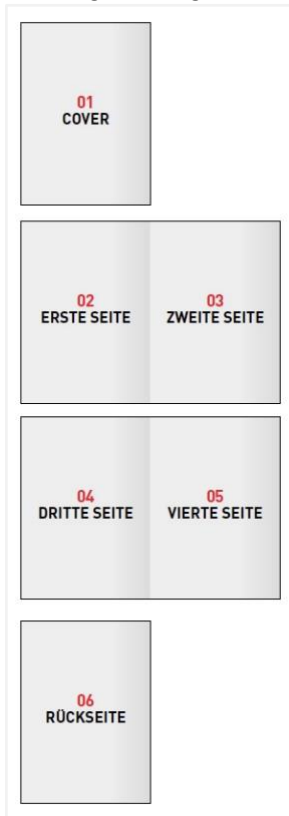 01
COVER
02
ERSTE SEITE
03
ZWEITE SEITE
04
DRITTE SEITE
05
VIERTE SEITE
06
RÜCKSEITE